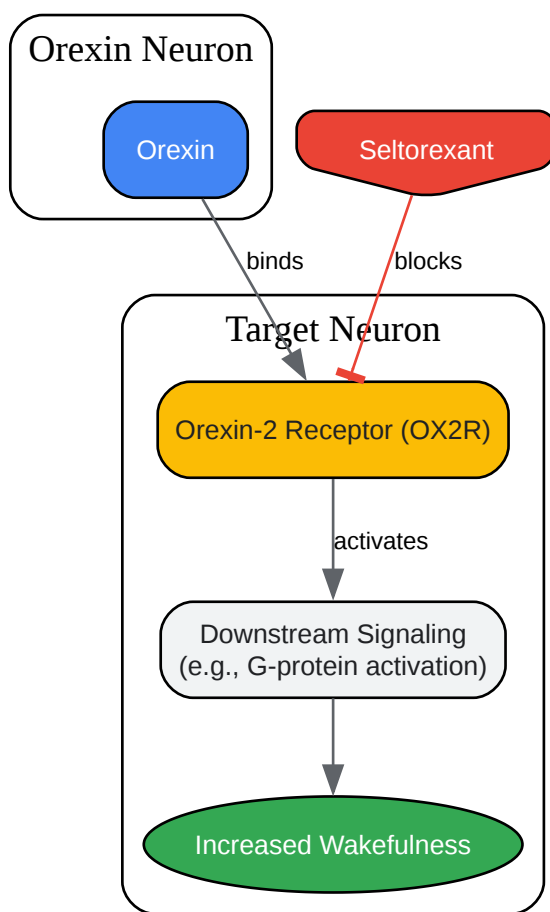 Orexin Neuron
Orexin
Seltorexant
binds
blocks
Target Neuron
Orexin-2 Receptor (OX2R)
activates
Downstream Signaling
(e.g., G-protein activation)
Increased Wakefulness